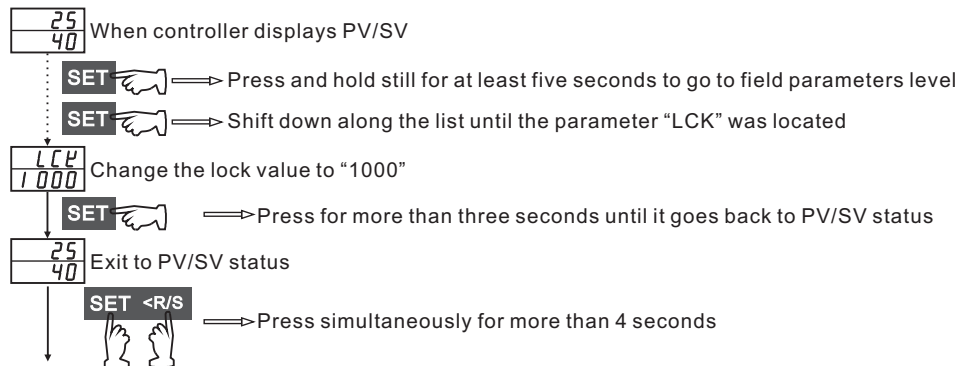 25
40
When controller displays PV/SV
SET
Press and hold still for at least five seconds to go to field parameters level
SET
Shift down along the list until the parameter “LCK” was located
LCK
1000
Change the lock value to “1000”
SET
Press for more than three seconds until it goes back to PV/SV status
25
40
Exit to PV/SV status
SET <R/S
Press simultaneously for more than 4 seconds